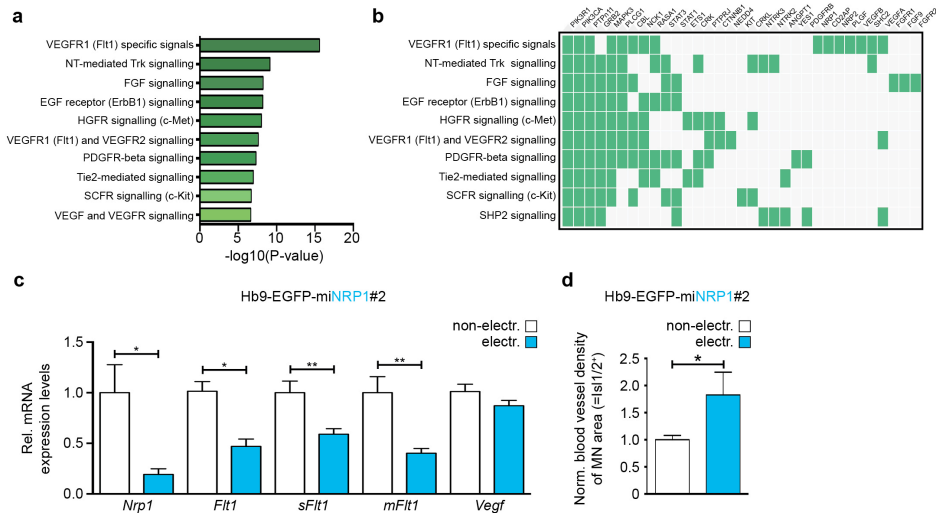 a
VEGFR1 (Flt1) specific signals
NT-mediated Trk signalling
FGF signalling
EGF receptor (ErbB1) signalling
HGFR signalling (c-Met)
VEGFR1 (Flt1) and VEGFR2 signalling
PDGFR-beta signalling
Tie2-mediated signalling
SCFR signalling (c-Kit)
VEGF and VEGFR signalling
0 5 10 15 20
-log10(P-value)
b
PIK3R1
PIK3CA
PTPn11
GRB2
MAPK3
PLCG1
CBL
NCK1
RASA1
STAT3
STAT1
ETS1
CRK
PTPRJ
CTNNB1
NEDD4
KIT
CRKL
NTRK3
NTRK2
ANGPT1
YES1
PDGFRB
NRP1
CD2AP
NRP2
PLGF
VEGFB
SHC2
VEGFA
FGFR1
FGF9
FGFR2
VEGFR1 (Flt1) specific signals
NT-mediated Trk signalling
FGF signalling
EGF receptor (ErbB1) signalling
HGFR signalling (c-Met)
VEGFR1 (Flt1) and VEGFR2 signalling
PDGFR-beta signalling
Tie2-mediated signalling
SCFR signalling (c-Kit)
SHP2 signalling
c
Hb9-EGFP-miNRP1#2
non-electr.
electr.
Rel. mRNA
expression levels
1.5
1.0
0.5
0.0
* * ** **
Nrp1 Flt1 sFlt1 mFlt1 Vegf
d
Hb9-EGFP-miNRP1#2
non-electr.
electr.
Norm. blood vessel density
of MN area (=Isl1/2⁺)
2.5
2.0
1.5
1.0
0.5
0
*